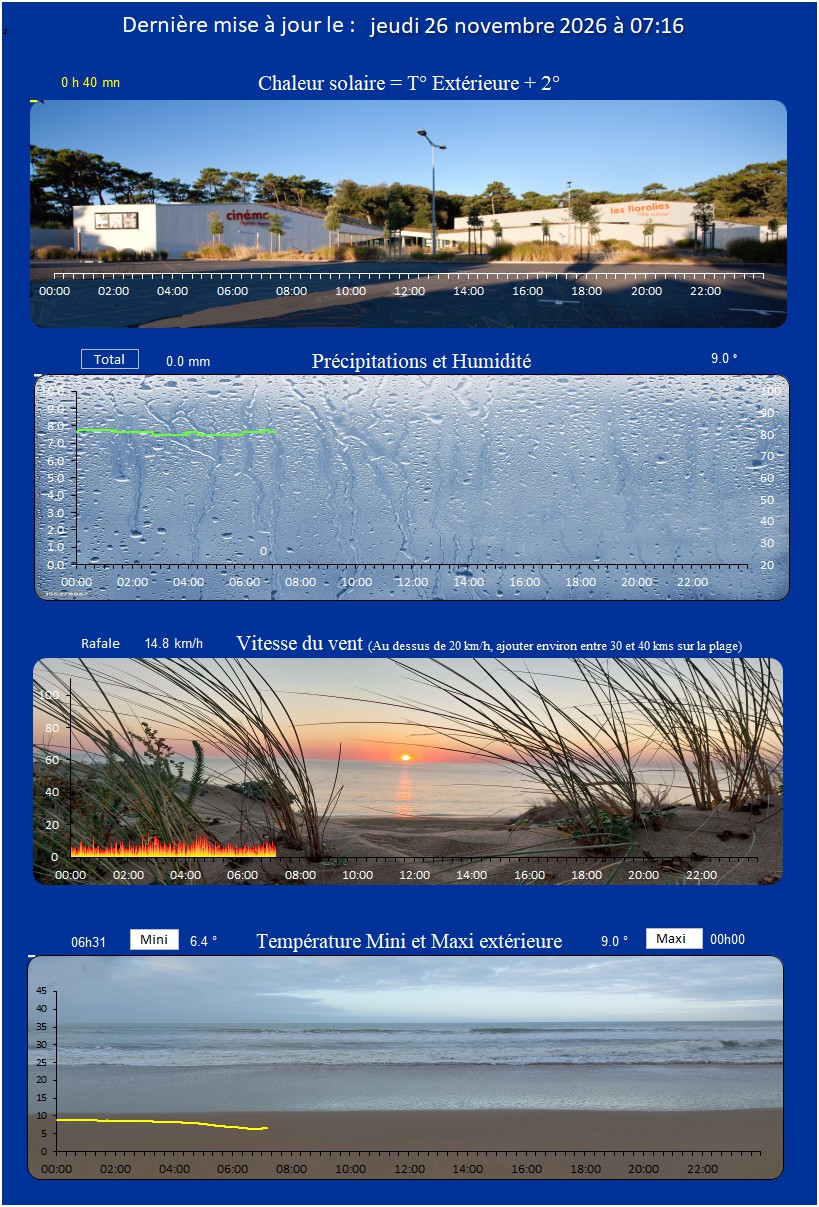 Dernière mise à jour le : jeudi 26 novembre 2026 à 07:16
0 h 40 mn
Chaleur solaire = T° Extérieure + 2°
cinéma
les floralies
00:00 02:00 04:00 06:00 08:00 10:00 12:00 14:00 16:00 18:00 20:00 22:00
Total 0.0 mm Précipitations et Humidité 9.0 °
10.0 100
9.0 90
8.0 80
7.0
6.0 70
5.0 60
4.0 50
3.0
2.0 40
1.0 30
0
0.0 20
00:00 02:00 04:00 06:00 08:00 10:00 12:00 14:00 16:00 18:00 20:00 22:00
Rafale 14.8 km/h Vitesse du vent (Au dessus de 20 km/h, ajouter environ entre 30 et 40 kms sur la plage)
100
80
60
40
20
0
00:00 02:00 04:00 06:00 08:00 10:00 12:00 14:00 16:00 18:00 20:00 22:00
06h31 Mini 6.4 ° Température Mini et Maxi extérieure 9.0 ° Maxi 00h00
45
40
35
30
25
20
15
10
5
0
00:00 02:00 04:00 06:00 08:00 10:00 12:00 14:00 16:00 18:00 20:00 22:00